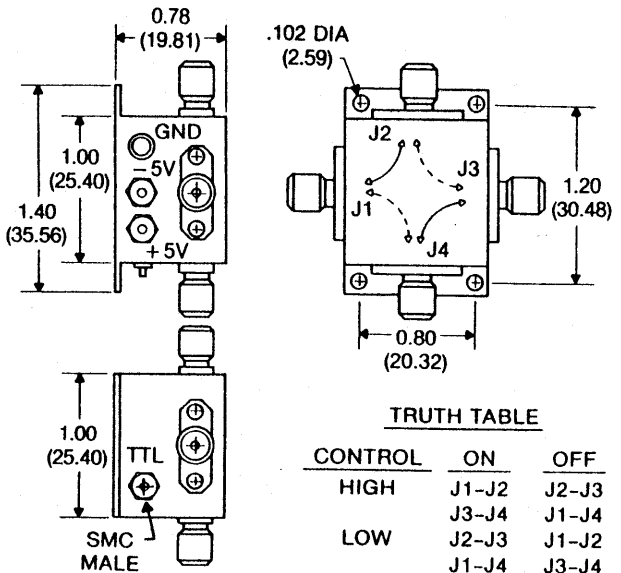 0.78
(19.81)
GND
−5V
+5V
1.00
(25.40)
1.40
(35.56)
.102 DIA
(2.59)
J2
J3
J1
J4
1.20
(30.48)
0.80
(20.32)
1.00
(25.40)
TTL
SMC
MALE
TRUTH TABLE
CONTROL ON OFF
HIGH J1-J2 J2-J3
J3-J4 J1-J4
LOW J2-J3 J1-J2
J1-J4 J3-J4